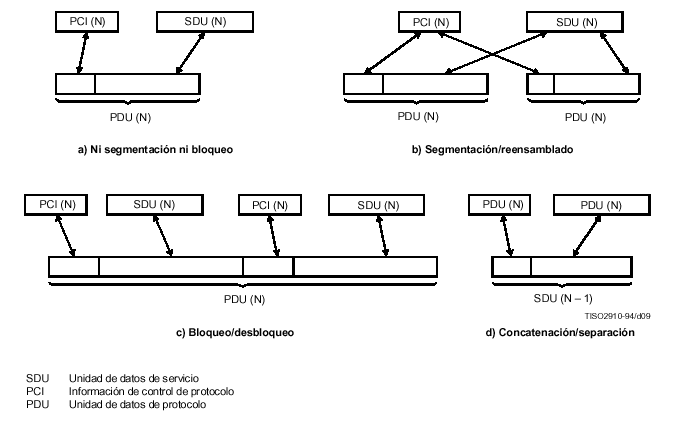 PCI (N) SDU (N)
PDU (N)
a) Ni segmentación ni bloqueo
PCI (N) SDU (N)
PDU (N) PDU (N)
b) Segmentación/reensamblado
PCI (N) SDU (N) PCI (N) SDU (N)
PDU (N)
c) Bloqueo/desbloqueo
PDU (N) PDU (N)
SDU (N – 1)
TISO2910-94/d09
d) Concatenación/separación
SDU Unidad de datos de servicio
PCI Información de control de protocolo
PDU Unidad de datos de protocolo